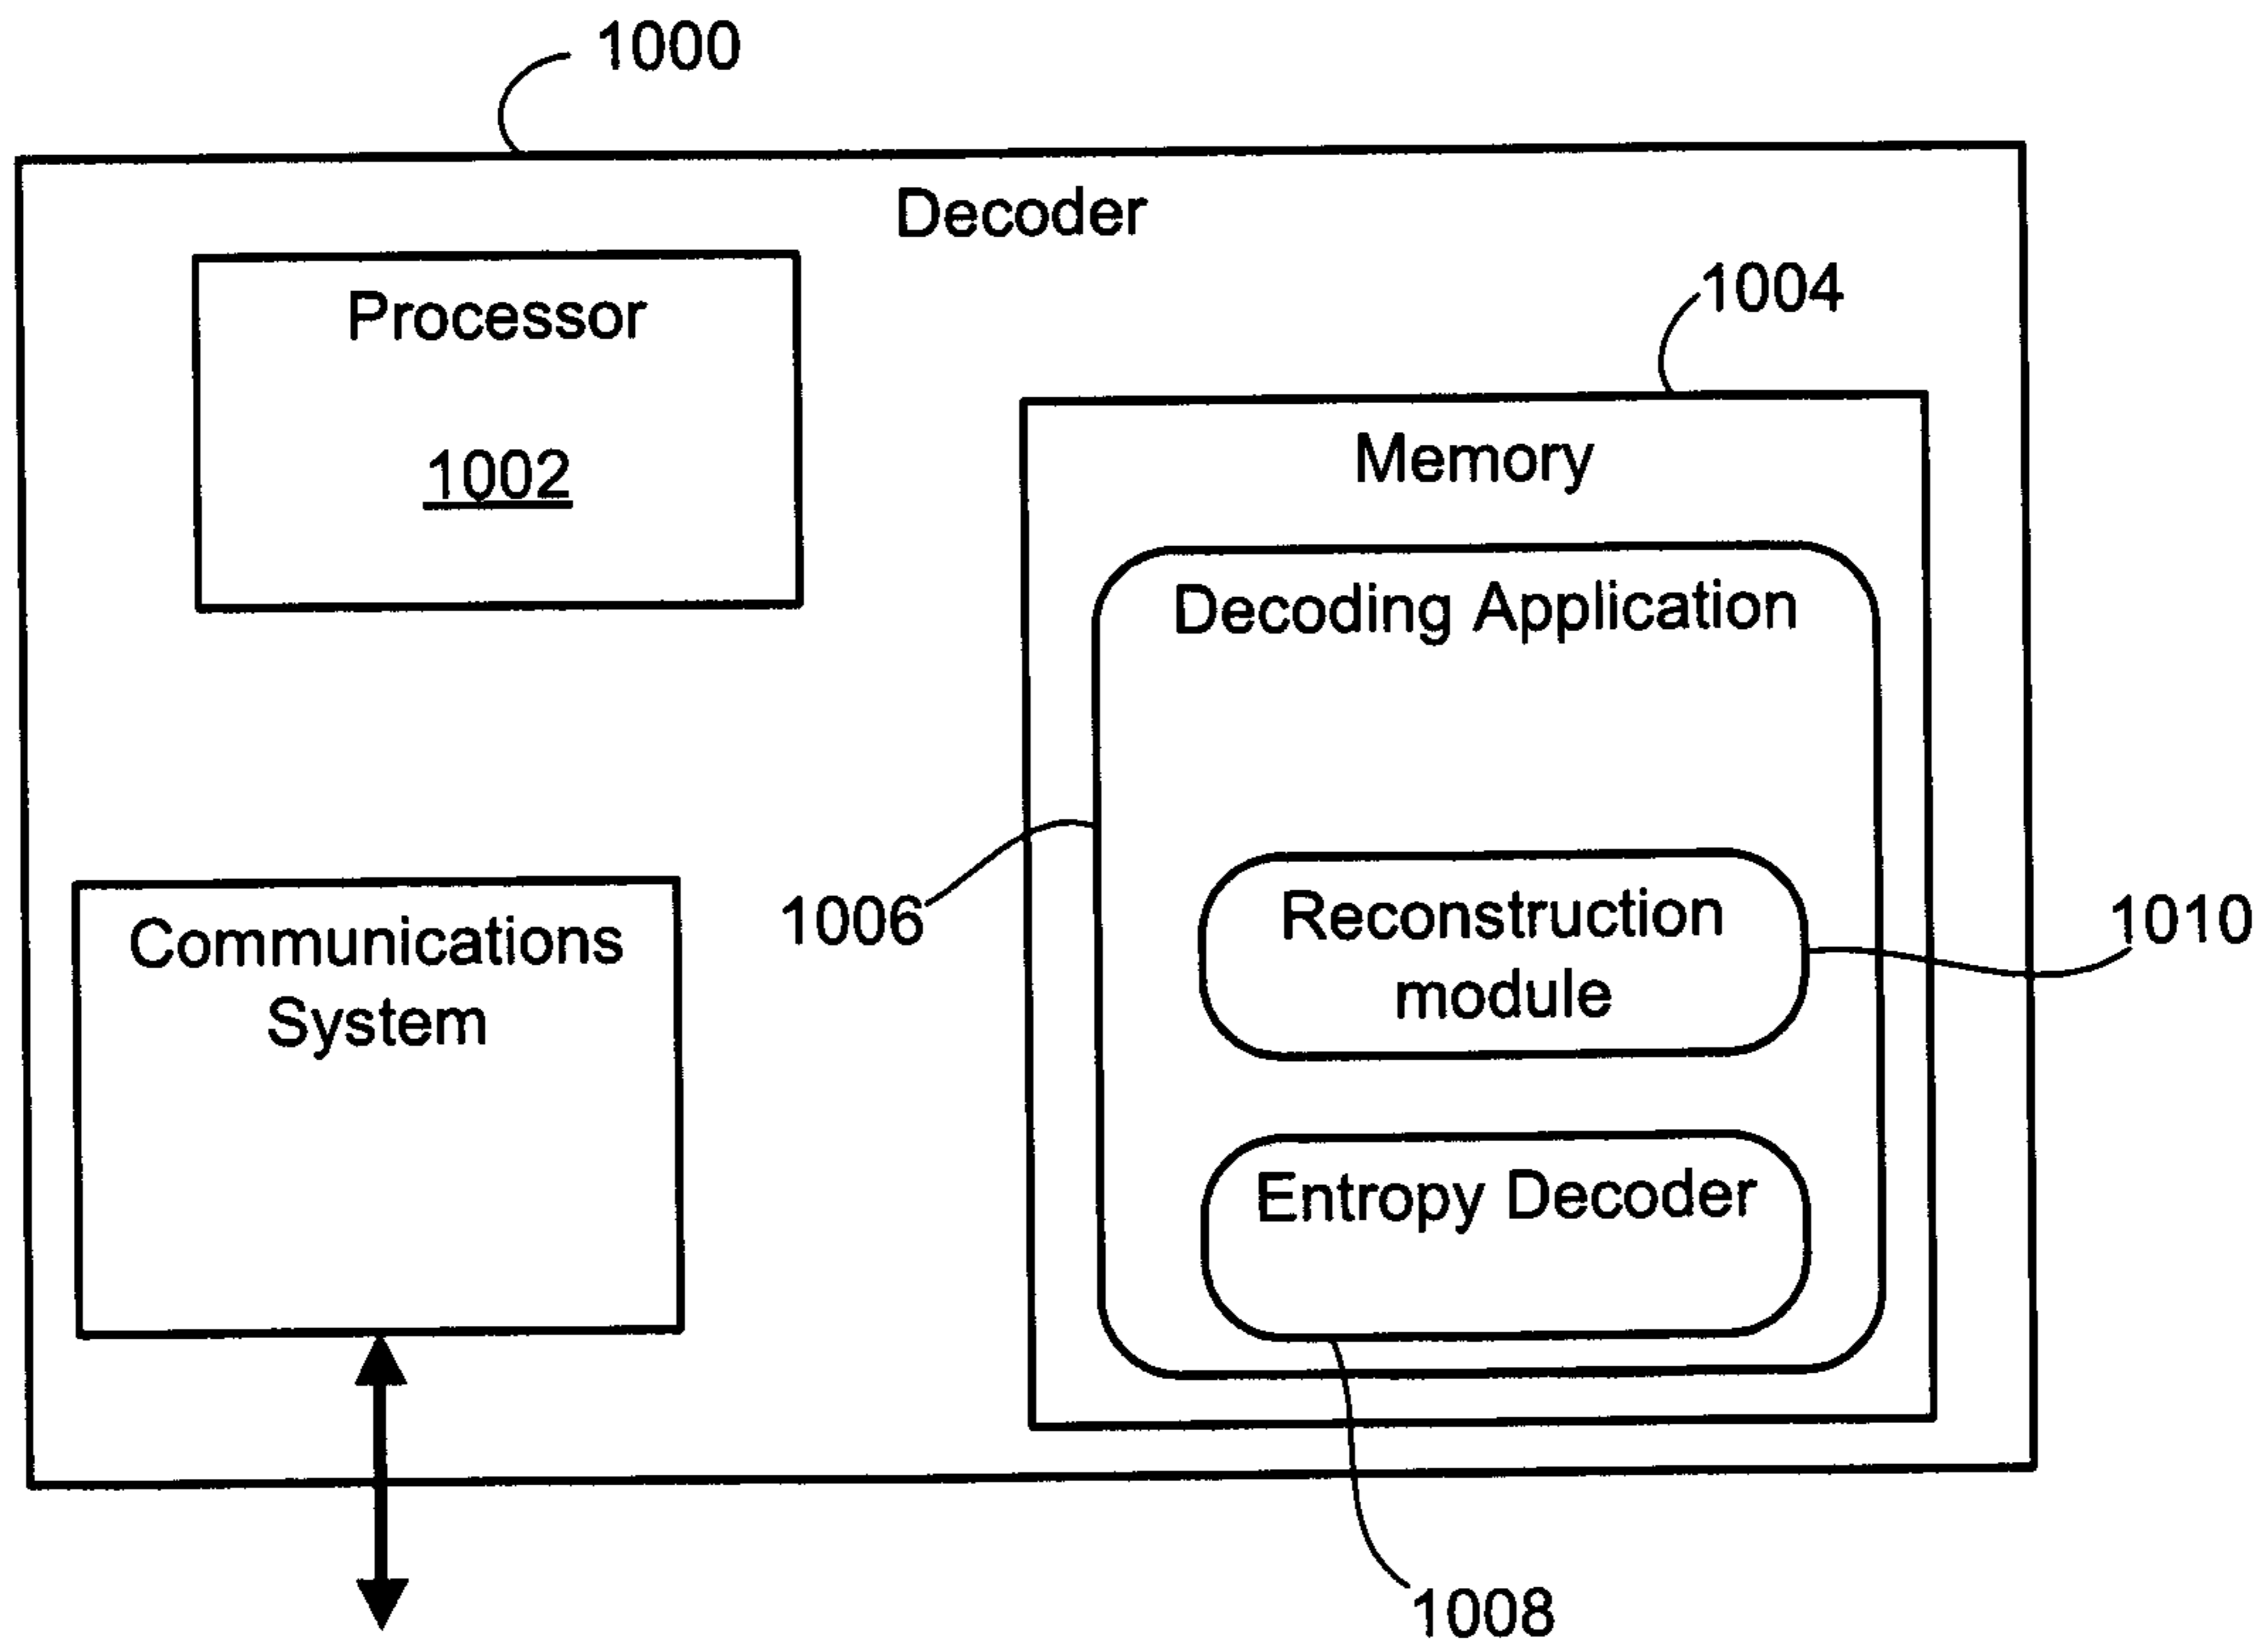 1000
Decoder
Processor
1002
1004
Memory
Decoding Application
1006
Reconstruction
module
1010
Communications
System
Entropy Decoder
1008